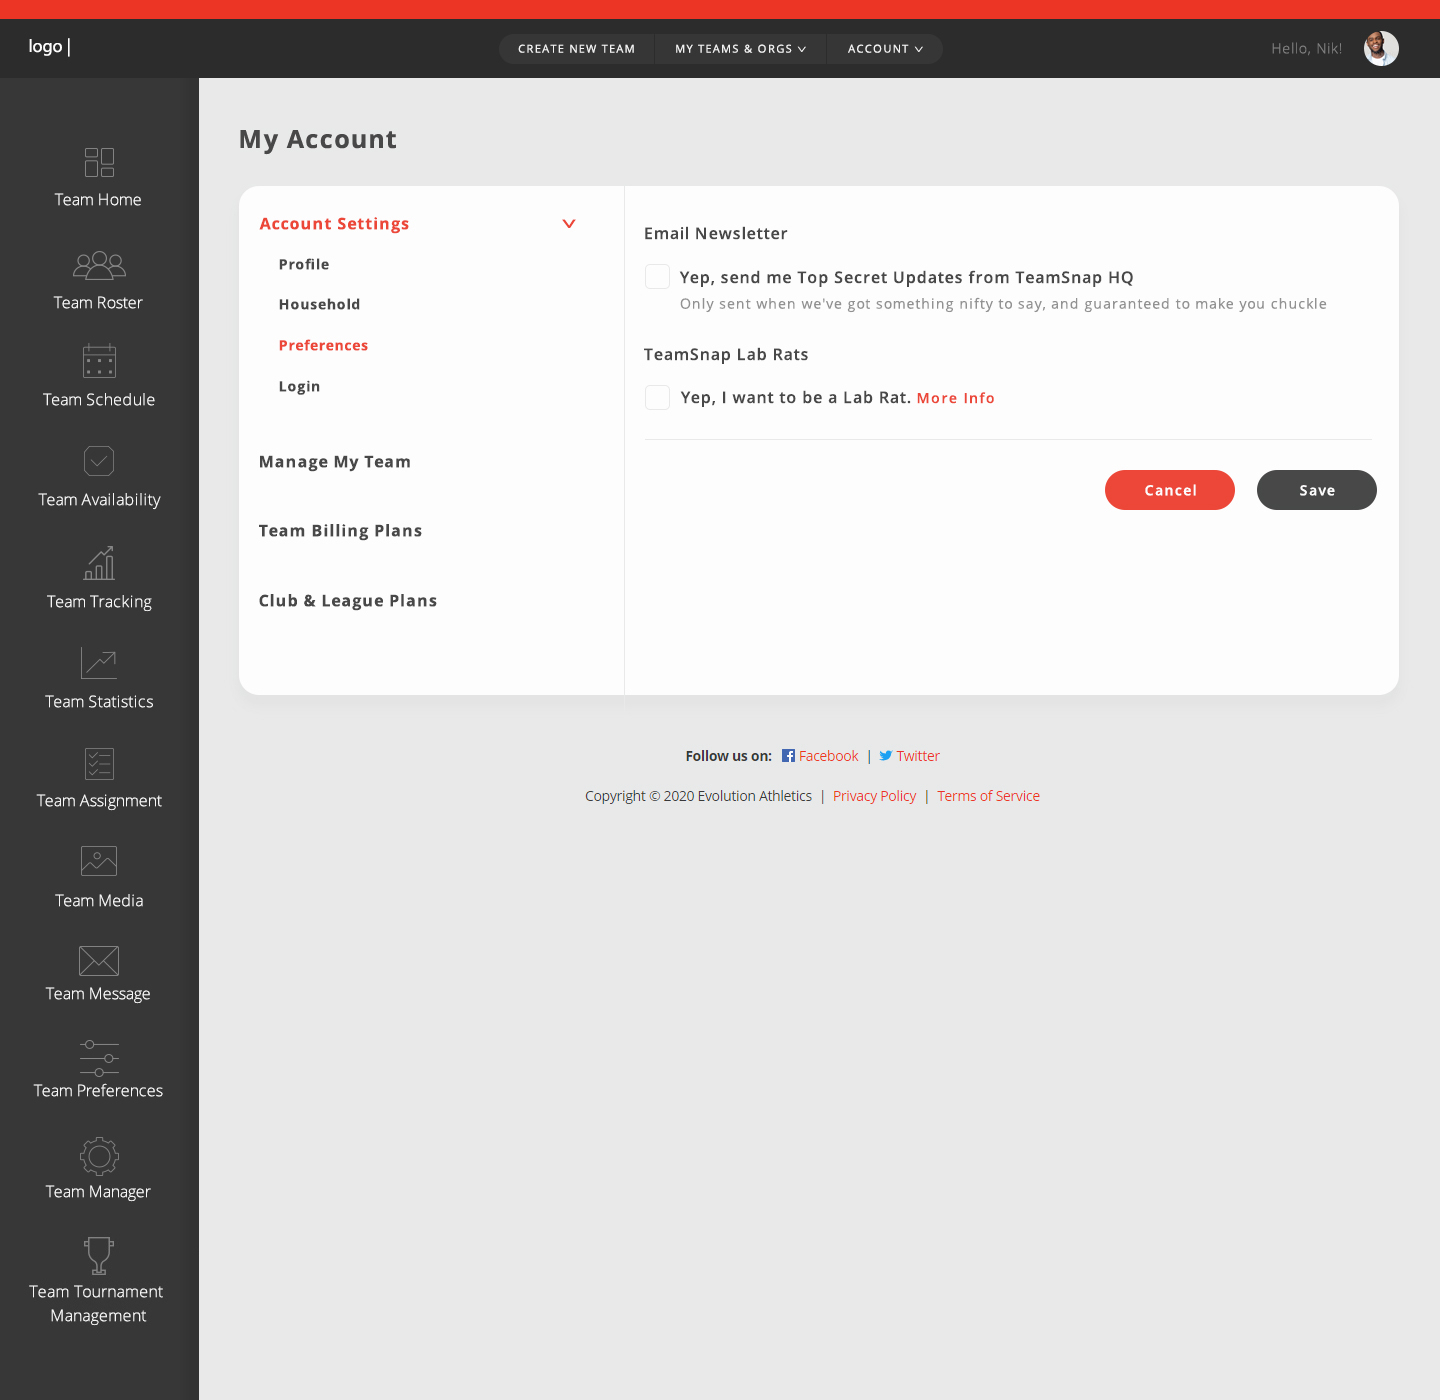 logo |
CREATE NEW TEAM
MY TEAMS & ORGS
ACCOUNT
Hello, Nik!
Team Home
Team Roster
Team Schedule
Team Availability
Team Tracking
Team Statistics
Team Assignment
Team Media
Team Message
Team Preferences
Team Manager
Team Tournament
Management
My Account
Account Settings
Profile
Household
Preferences
Login
Manage My Team
Team Billing Plans
Club & League Plans
Email Newsletter
Yep, send me Top Secret Updates from TeamSnap HQ
Only sent when we've got something nifty to say, and guaranteed to make you chuckle
TeamSnap Lab Rats
Yep, I want to be a Lab Rat. More Info
Cancel
Save
Follow us on: Facebook | Twitter
Copyright © 2020 Evolution Athletics | Privacy Policy | Terms of Service